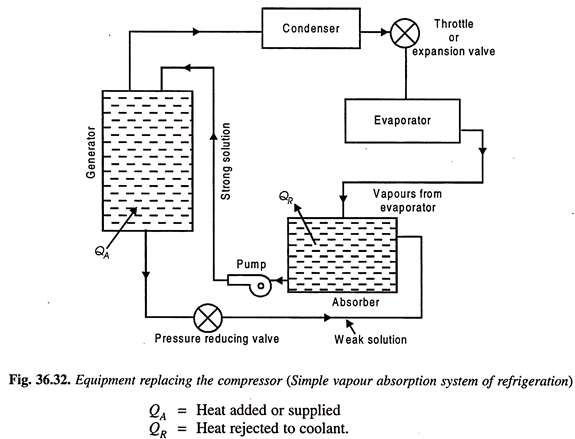 Condenser
Throttle
or
expansion valve
Evaporator
Generator
Strong solution
Q_R
Vapours from
evaporator
Q_A
Pump
Absorber
Pressure reducing valve
Weak solution
Fig. 36.32. Equipment replacing the compressor (Simple vapour absorption system of refrigeration)
Q_A = Heat added or supplied
Q_R = Heat rejected to coolant.